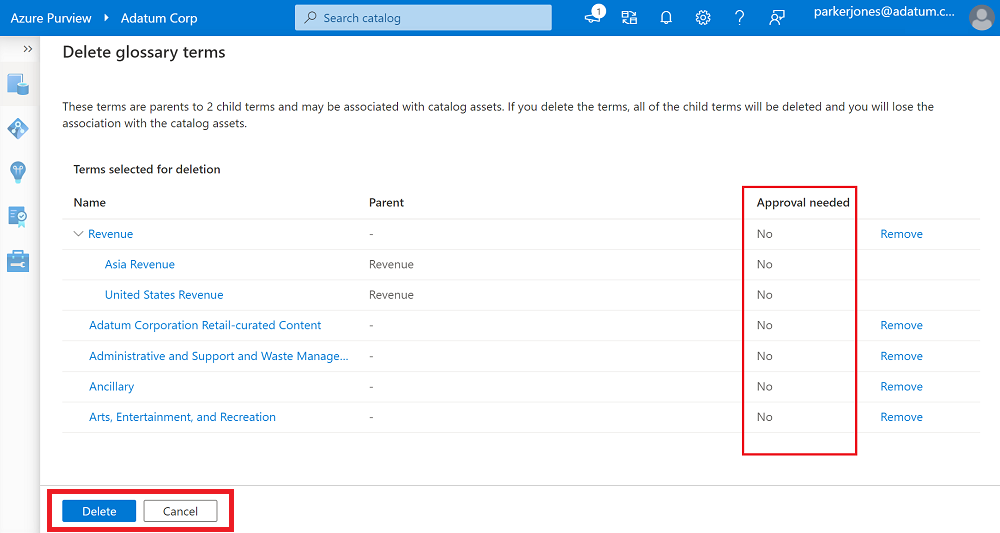 Azure Purview Adatum Corp Search catalog 1 parkerjones@adatum.c...
Delete glossary terms
These terms are parents to 2 child terms and may be associated with catalog assets. If you delete the terms, all of the child terms will be deleted and you will lose the
association with the catalog assets.
Terms selected for deletion
Name Parent Approval needed
Revenue - No Remove
Asia Revenue Revenue No
United States Revenue Revenue No
Adatum Corporation Retail-curated Content - No Remove
Administrative and Support and Waste Manage... - No Remove
Ancillary - No Remove
Arts, Entertainment, and Recreation - No Remove
Delete Cancel